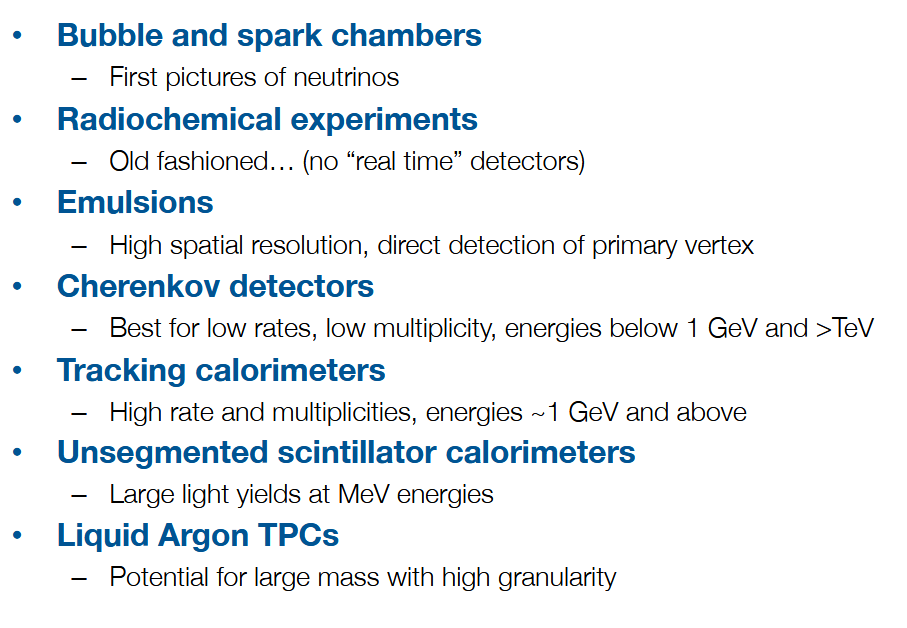 • Bubble and spark chambers
– First pictures of neutrinos
• Radiochemical experiments
– Old fashioned… (no “real time” detectors)
• Emulsions
– High spatial resolution, direct detection of primary vertex
• Cherenkov detectors
– Best for low rates, low multiplicity, energies below 1 GeV and >TeV
• Tracking calorimeters
– High rate and multiplicities, energies ~1 GeV and above
• Unsegmented scintillator calorimeters
– Large light yields at MeV energies
• Liquid Argon TPCs
– Potential for large mass with high granularity